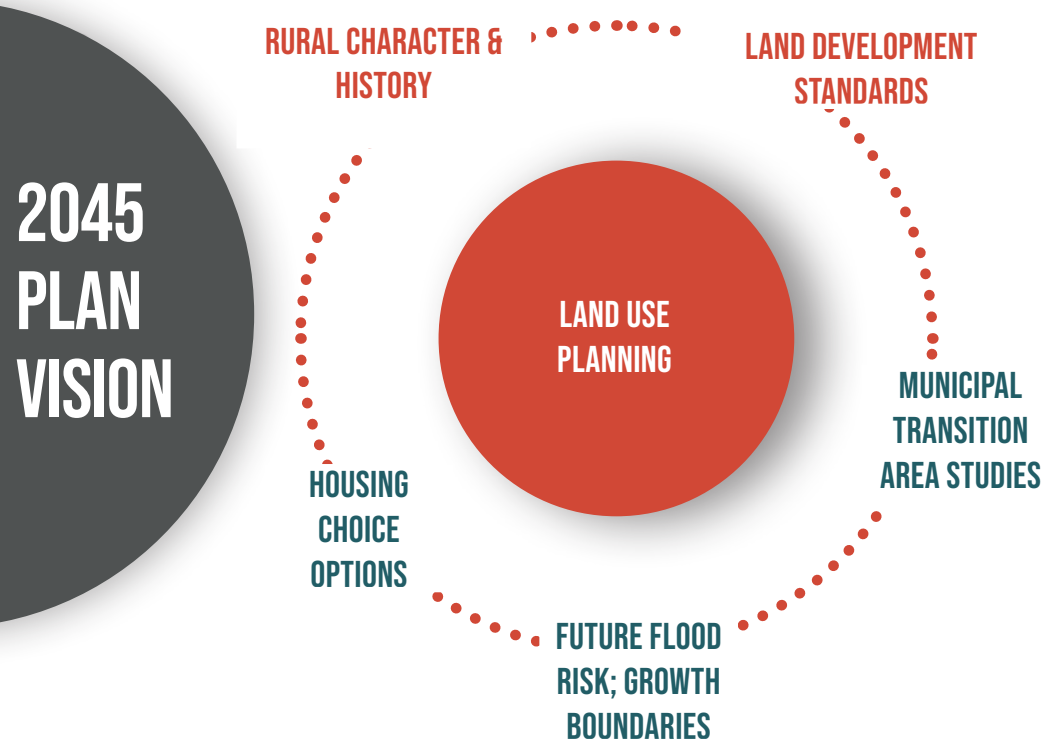 2045
PLAN
VISION
RURAL CHARACTER &
HISTORY
LAND DEVELOPMENT
STANDARDS
LAND USE
PLANNING
MUNICIPAL
TRANSITION
AREA STUDIES
HOUSING
CHOICE
OPTIONS
FUTURE FLOOD
RISK; GROWTH
BOUNDARIES